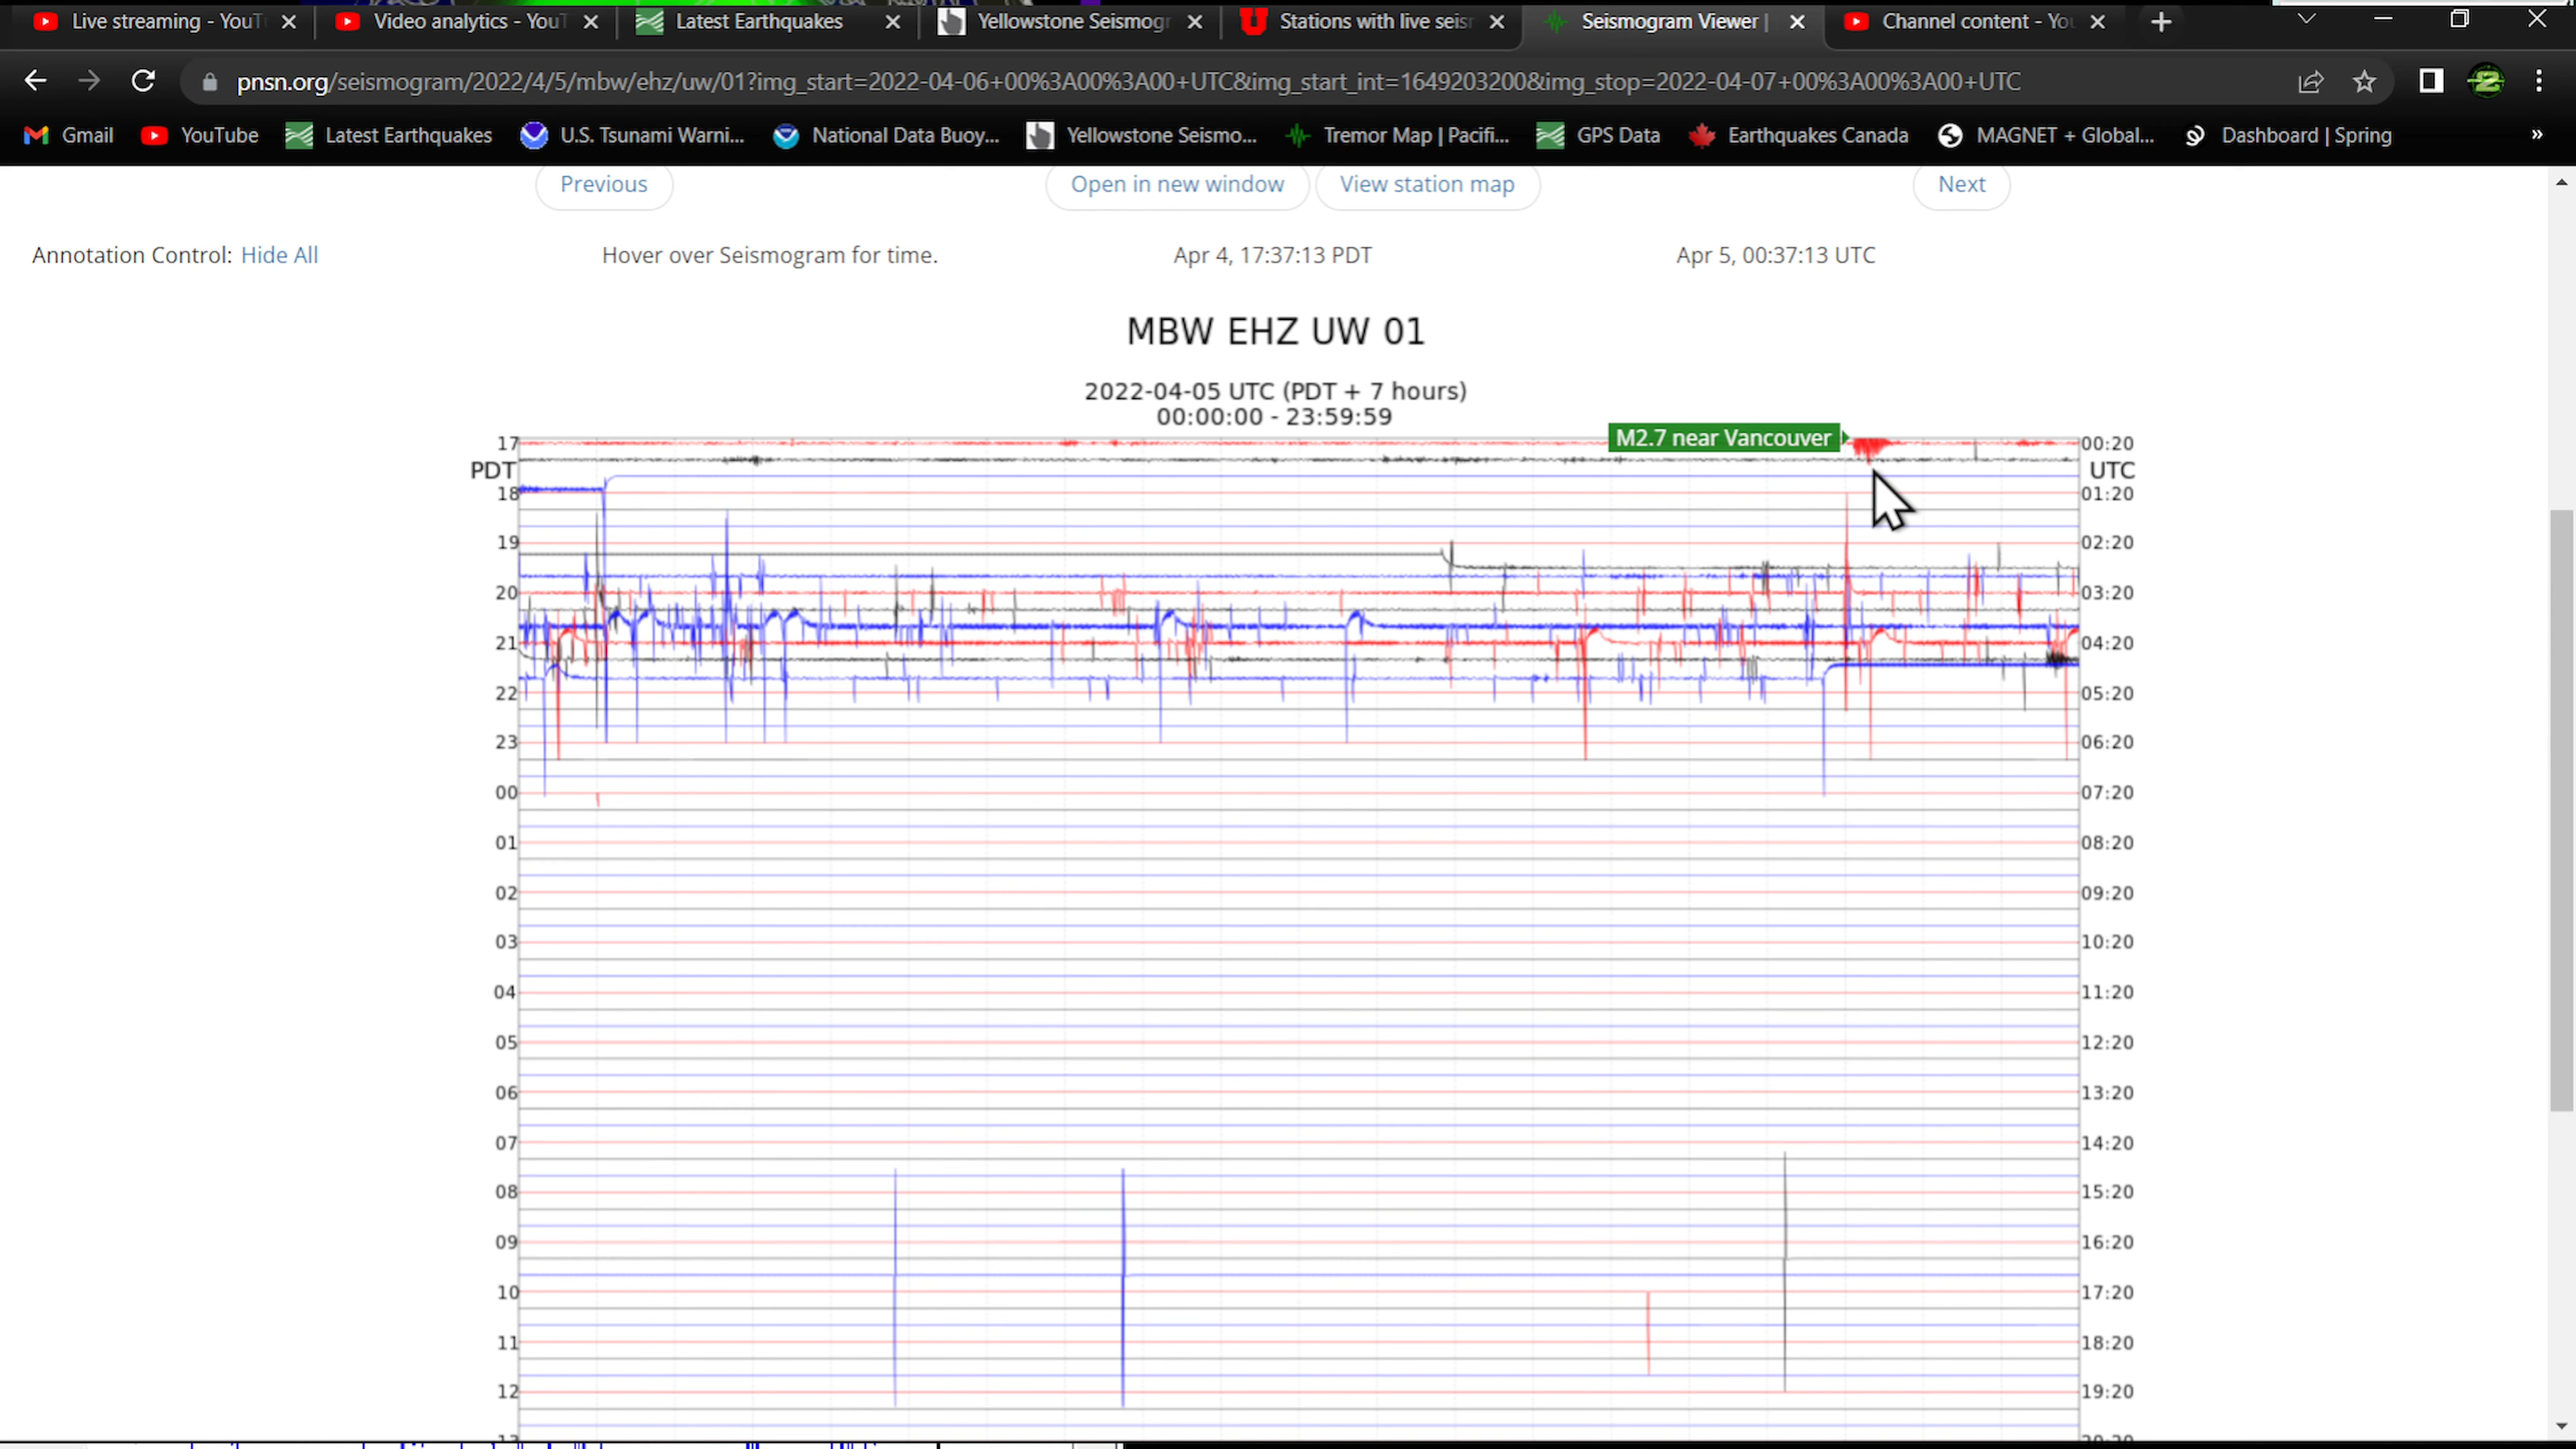 Live streaming - YouT
Video analytics - YouT
Latest Earthquakes
Yellowstone Seismogr
Stations with live seisr
Seismogram Viewer |
Channel content - You
pnsn.org/seismogram/2022/4/5/mbw/ehz/uw/01?img_start=2022-04-06+00%3A00%3A00+UTC&img_start_int=1649203200&img_stop=2022-04-07+00%3A00%3A00+UTC
Gmail
YouTube
Latest Earthquakes
U.S. Tsunami Warni...
National Data Buoy...
Yellowstone Seismo...
Tremor Map | Pacifi...
GPS Data
Earthquakes Canada
MAGNET + Global...
Dashboard | Spring
»
Previous
Open in new window
View station map
Next
Annotation Control: Hide All
Hover over Seismogram for time.
Apr 4, 17:37:13 PDT
Apr 5, 00:37:13 UTC
MBW EHZ UW 01
2022-04-05 UTC (PDT + 7 hours)
00:00:00 - 23:59:59
17
M2.7 near Vancouver
00:20
PDT
UTC
18
01:20
19
02:20
20
03:20
21
04:20
22
05:20
23
06:20
00
07:20
01
08:20
02
09:20
03
10:20
04
11:20
05
12:20
06
13:20
07
14:20
08
15:20
09
16:20
10
17:20
11
18:20
12
19:20